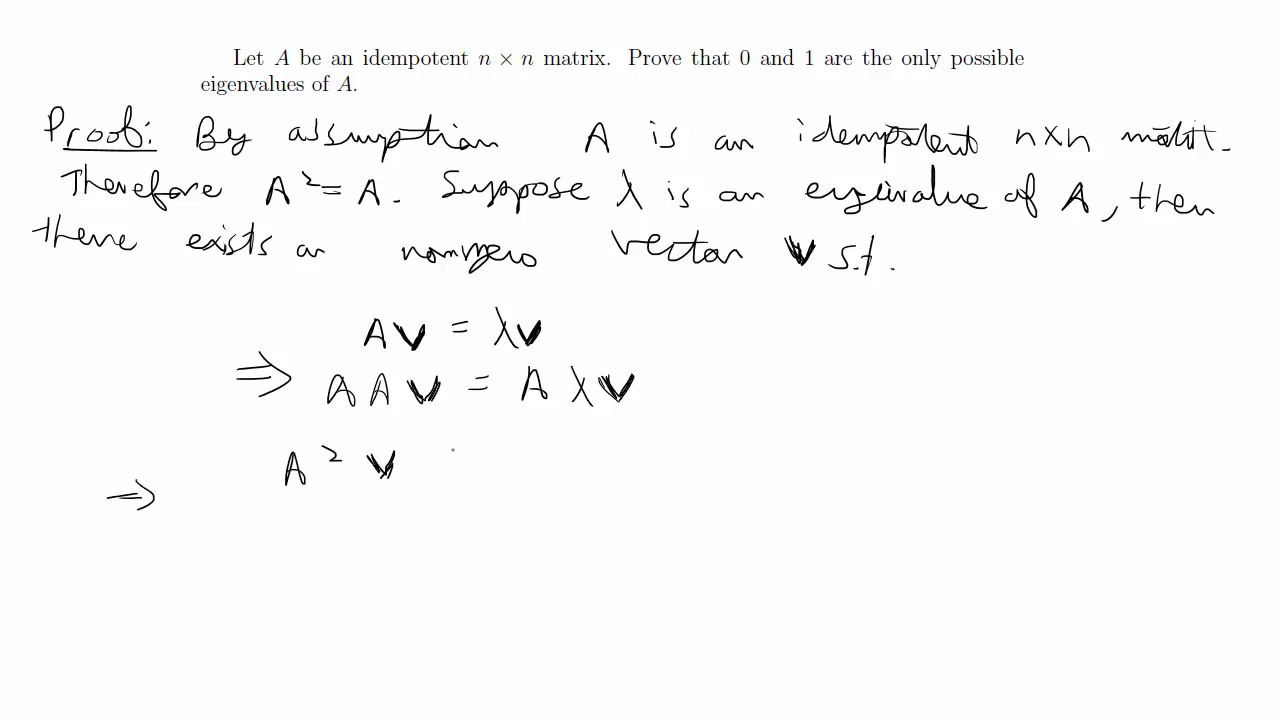 Let A be an idempotent n × n matrix. Prove that 0 and 1 are the only possible
eigenvalues of A.
Proof: By assumption A is an idempotent n×n
Therefore A² = A. Suppose λ is an eigenvalue of A, then
there exists an nonzero vector v s.t.
Av = λv
⇒ AAv = Aλv
A² v
⇒